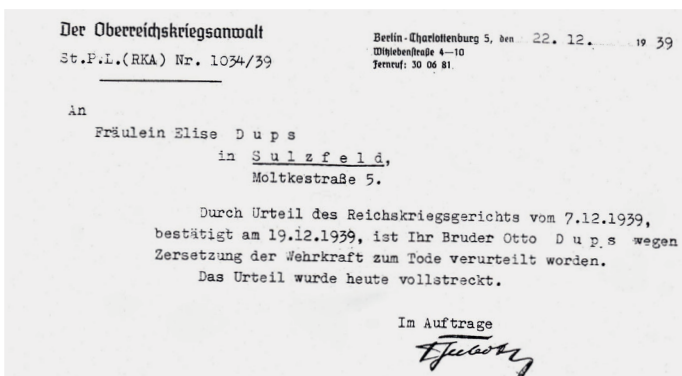 Der Oberreichskriegsanwalt
St.P.L.(RKA) Nr. 1034/39
Berlin-Charlottenburg 5, den 22.12. 19 39
Witzlebenstraße 4—10
Fernruf: 30 06 81
An
Fräulein Elise D u p s
in S u l z f e l d,
Moltkestraße 5.
Durch Urteil des Reichskriegsgerichts vom 7.12.1939,
bestätigt am 19.12.1939, ist Ihr Bruder Otto D u p s wegen
Zersetzung der Wehrkraft zum Tode verurteilt worden.
Das Urteil wurde heute vollstreckt.
Im Auftrage